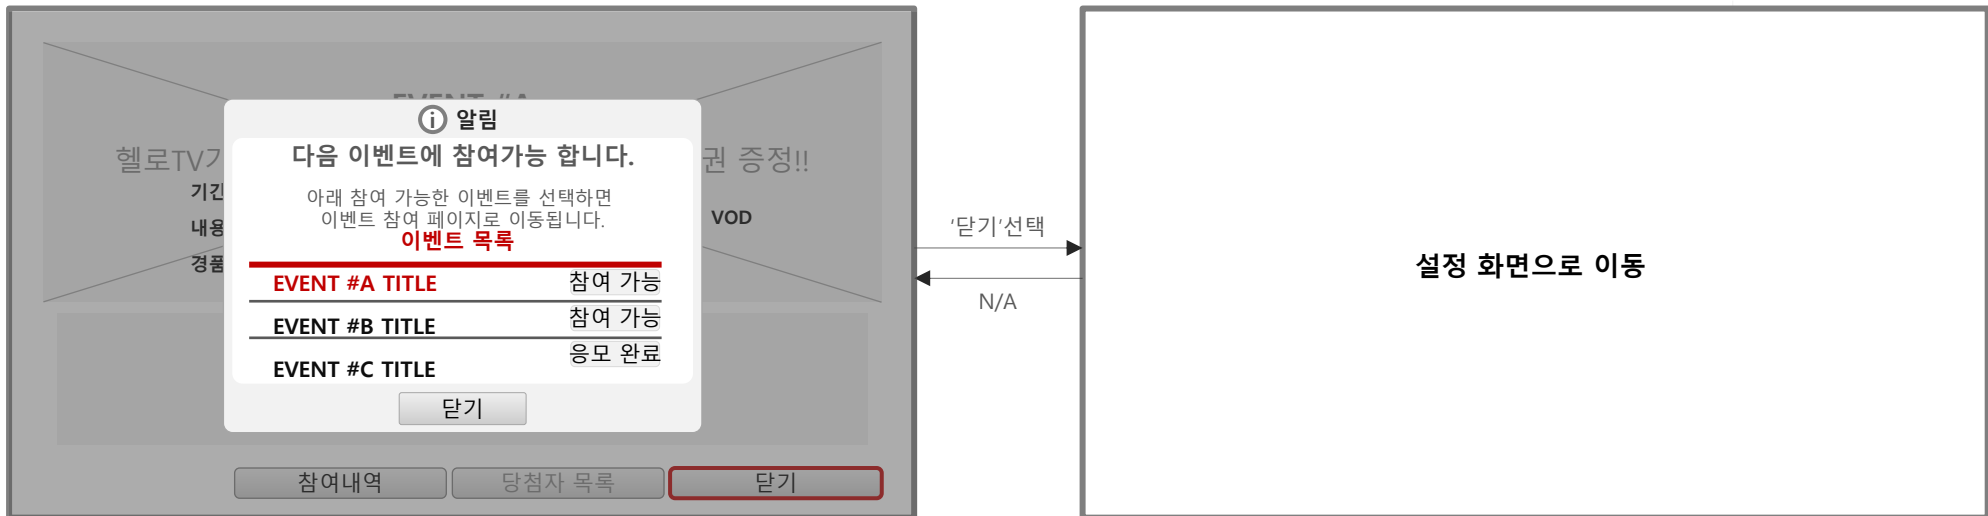 EVENT #A
알림
다음 이벤트에 참여가능 합니다.
헬로TV기
권 증정!!
아래 참여 가능한 이벤트를 선택하면
이벤트 참여 페이지로 이동됩니다.
기간
내용
VOD
경품
이벤트 목록
EVENT #A TITLE 참여 가능
EVENT #B TITLE 참여 가능
EVENT #C TITLE 응모 완료
닫기
참여내역 당첨자 목록 닫기
‘닫기’선택
N/A
설정 화면으로 이동